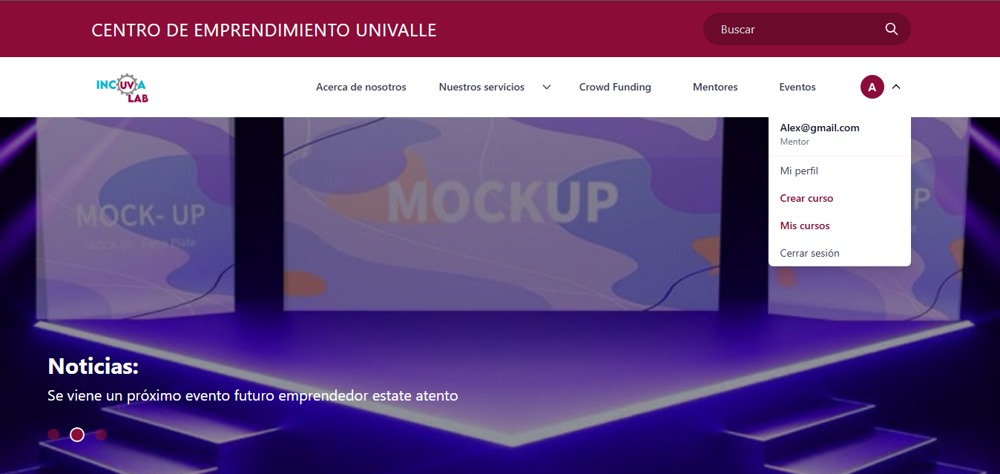 CENTRO DE EMPRENDIMIENTO UNIVALLE
Buscar
INCUVA
LAB
Acerca de nosotros
Nuestros servicios
Crowd Funding
Mentores
Eventos
A
Alex@gmail.com
Mentor
Mi perfil
Crear curso
Mis cursos
Cerrar sesión
MOCK- UP
MOCKUP
P
Noticias:
Se viene un próximo evento futuro emprendedor estate atento